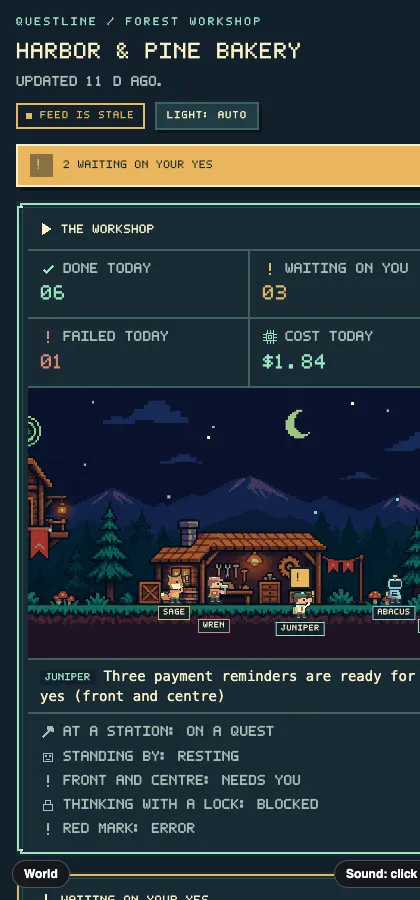 QUESTLINE / FOREST WORKSHOP
HARBOR & PINE BAKERY
UPDATED 11 D AGO.
FEED IS STALE
LIGHT: AUTO
! 2 WAITING ON YOUR YES
THE WORKSHOP
DONE TODAY
06
! WAITING ON YOU
03
! FAILED TODAY
01
COST TODAY
$1.84
!
SAGE
WREN
JUNIPER
ABACUS
JUNIPER Three payment reminders are ready for
yes (front and centre)
AT A STATION: ON A QUEST
STANDING BY: RESTING
! FRONT AND CENTRE: NEEDS YOU
THINKING WITH A LOCK: BLOCKED
! RED MARK: ERROR
World
Sound: click
! WAITING ON YOUR YES